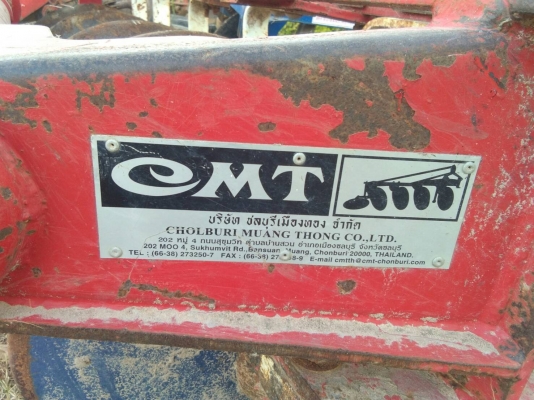 CMT
บริษัท ชลบุรีเมืองทอง จำกัด
CHOLBURI MUANG THONG CO.,LTD.
202 หมู่ 4 ถนนสุขุมวิท ตำบลบ้านสวน อำเภอเมืองชลบุรี จังหวัดชลบุรี
202 MOO 4, Sukhumvit Rd.,Bansuan, Muang, Chonburi 20000, THAILAND.
TEL : (66-38) 273250-7 FAX : (66-38) E-mail cmtth@cmt-chonburi.com